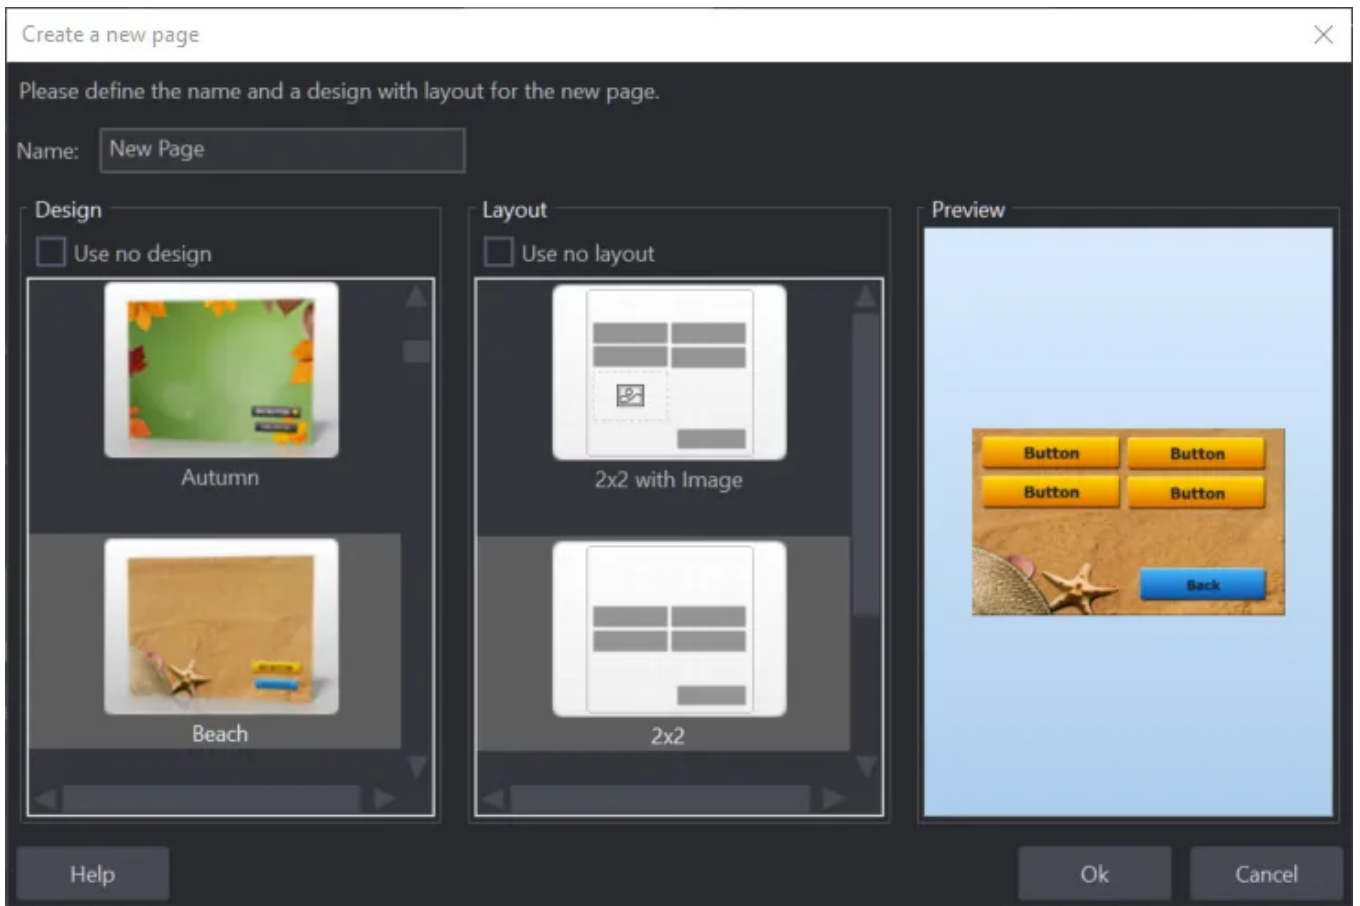 Create a new page
Please define the name and a design with layout for the new page.
Name: New Page
Design
Use no design
Autumn
Beach
Layout
Use no layout
2x2 with Image
2x2
Preview
Button Button
Button Button
Back
Help Ok Cancel